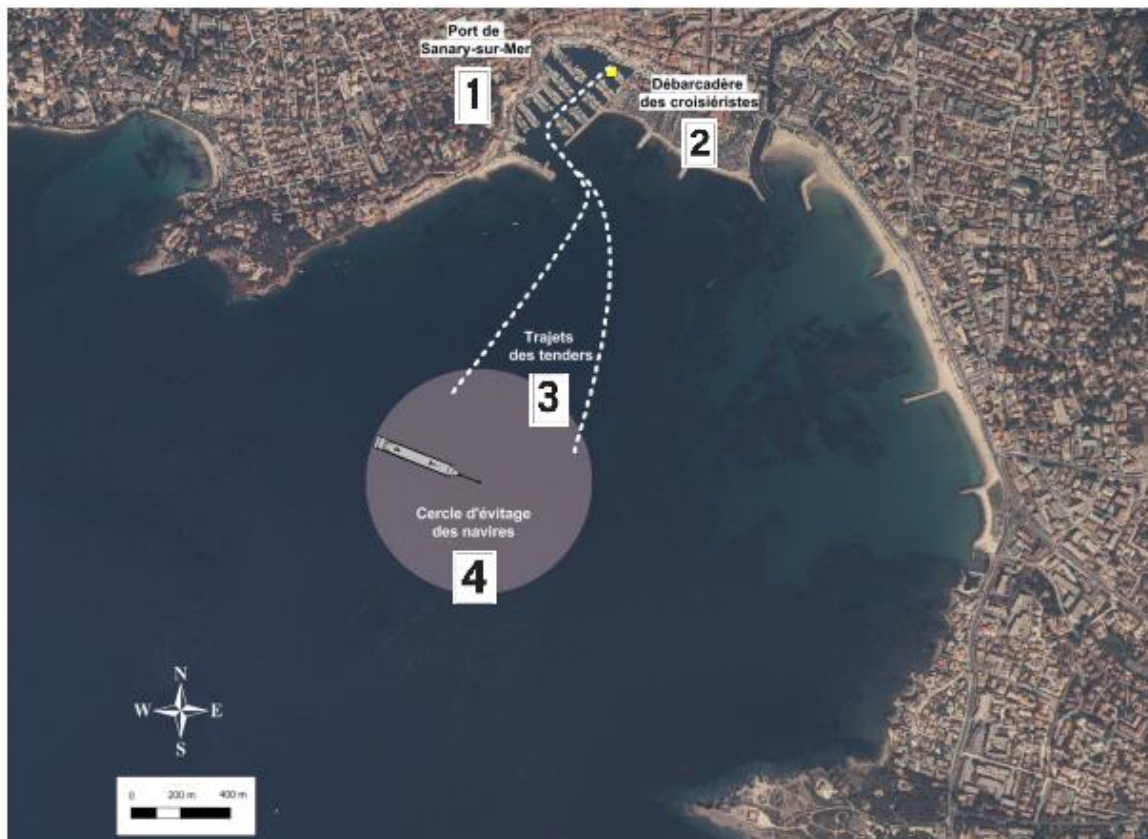 Port de
Sanary-sur-Mer
1
Débarcadère
des croisiéristes
2
Trajets
des tenders
3
Cercle d'évitage
des navires
4
N
W E
S
0 200 m 400 m